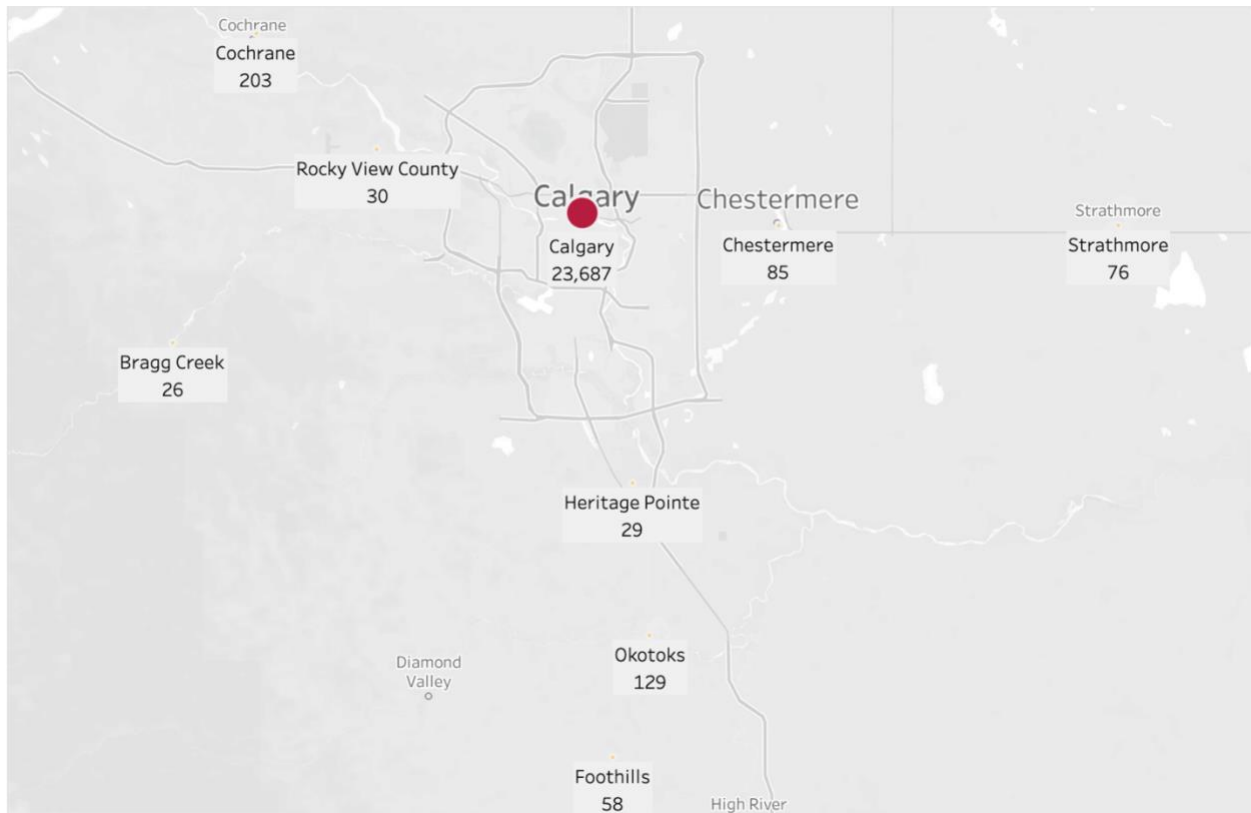 Cochrane
Cochrane
203
Rocky View County
30
Calgary
Calgary
23,687
Chestermere
Chestermere
85
Strathmore
Strathmore
76
Bragg Creek
26
Heritage Pointe
29
Okotoks
129
Diamond
Valley
Foothills
58
High River